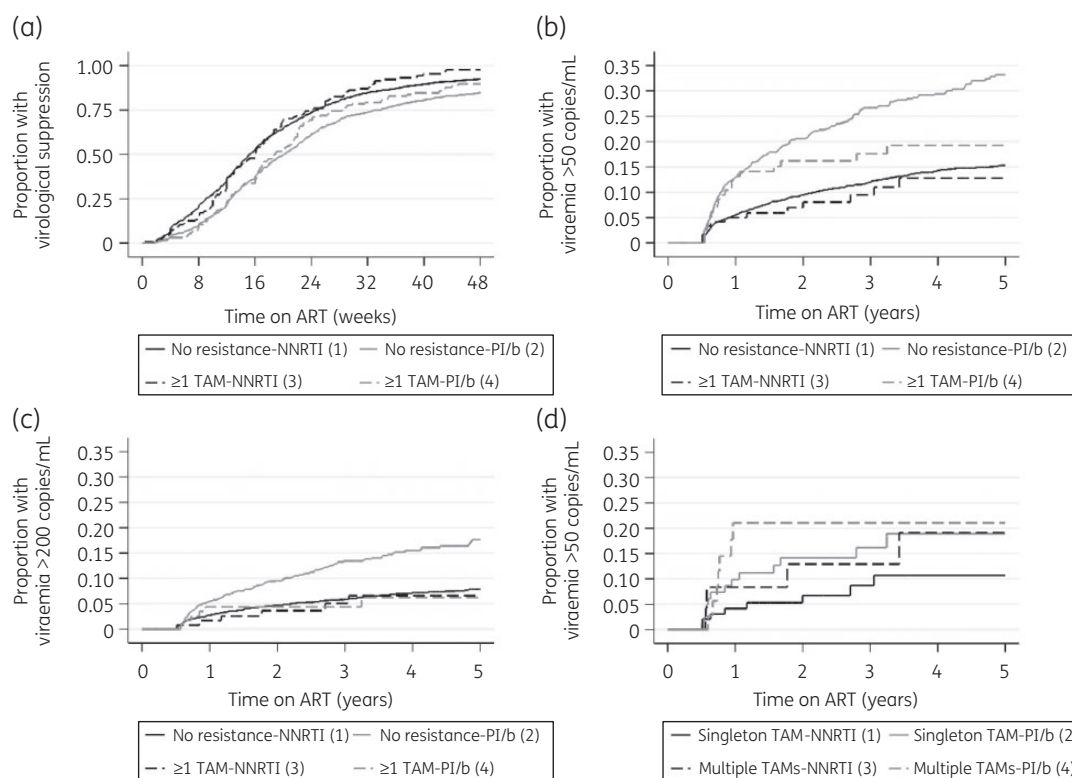 (a)
Proportion with
virological suppression
1.00
0.75
0.50
0.25
0
0 8 16 24 32 40 48
Time on ART (weeks)
No resistance-NNRTI (1) No resistance-PI/b (2)
≥1 TAM-NNRTI (3) ≥1 TAM-PI/b (4)
(b)
Proportion with
viraemia >50 copies/mL
0.35
0.30
0.25
0.20
0.15
0.10
0.05
0
0 1 2 3 4 5
Time on ART (years)
No resistance-NNRTI (1) No resistance-PI/b (2)
≥1 TAM-NNRTI (3) ≥1 TAM-PI/b (4)
(c)
Proportion with
viraemia >200 copies/mL
0.35
0.30
0.25
0.20
0.15
0.10
0.05
0
0 1 2 3 4 5
Time on ART (years)
No resistance-NNRTI (1) No resistance-PI/b (2)
≥1 TAM-NNRTI (3) ≥1 TAM-PI/b (4)
(d)
Proportion with
viraemia >50 copies/mL
0.35
0.30
0.25
0.20
0.15
0.10
0.05
0
0 1 2 3 4 5
Time on ART (years)
Singleton TAM-NNRTI (1) Singleton TAM-PI/b (2
Multiple TAMs-NNRTI (3) Multiple TAMs-PI/b (4)